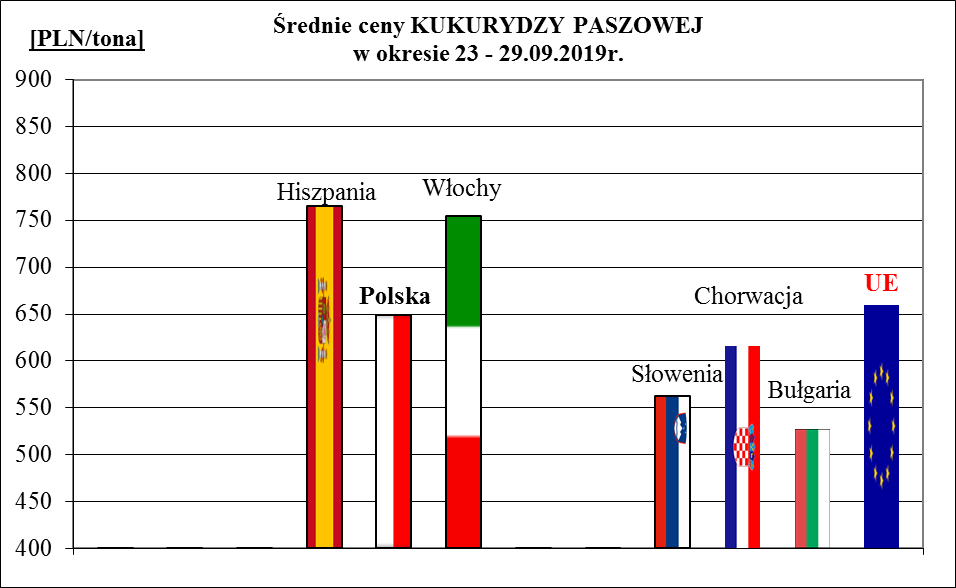 Średnie ceny KUKURYDZY PASZOWEJ
[PLN/tona]
w okresie 23 - 29.09.2019r.
900
850
800
750
700
650
600
550
500
450
400
Hiszpania
Polska
Włochy
Słowenia
Chorwacja
Bułgaria
UE